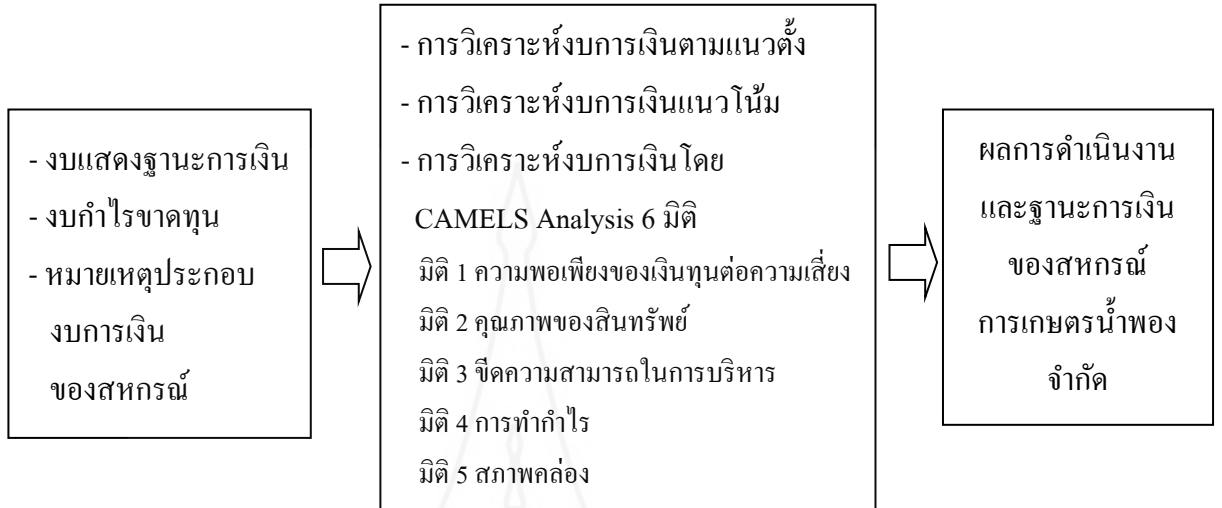 - งบแสดงฐานะการเงิน
- งบกำไรขาดทุน
- หมายเหตุประกอบ
งบการเงิน
ของสหกรณ์
- การวิเคราะห์งบการเงินตามแนวตั้ง
- การวิเคราะห์งบการเงินแนวโน้ม
- การวิเคราะห์งบการเงินโดย
CAMELS Analysis 6 มิติ
มิติ 1 ความพอเพียงของเงินทุนต่อความเสี่ยง
มิติ 2 คุณภาพของสินทรัพย์
มิติ 3 ขีดความสามารถในการบริหาร
มิติ 4 การทำกำไร
มิติ 5 สภาพคล่อง
ผลการดำเนินงาน
และฐานะการเงิน
ของสหกรณ์
การเกษตรน้ำพอง
จำกัด